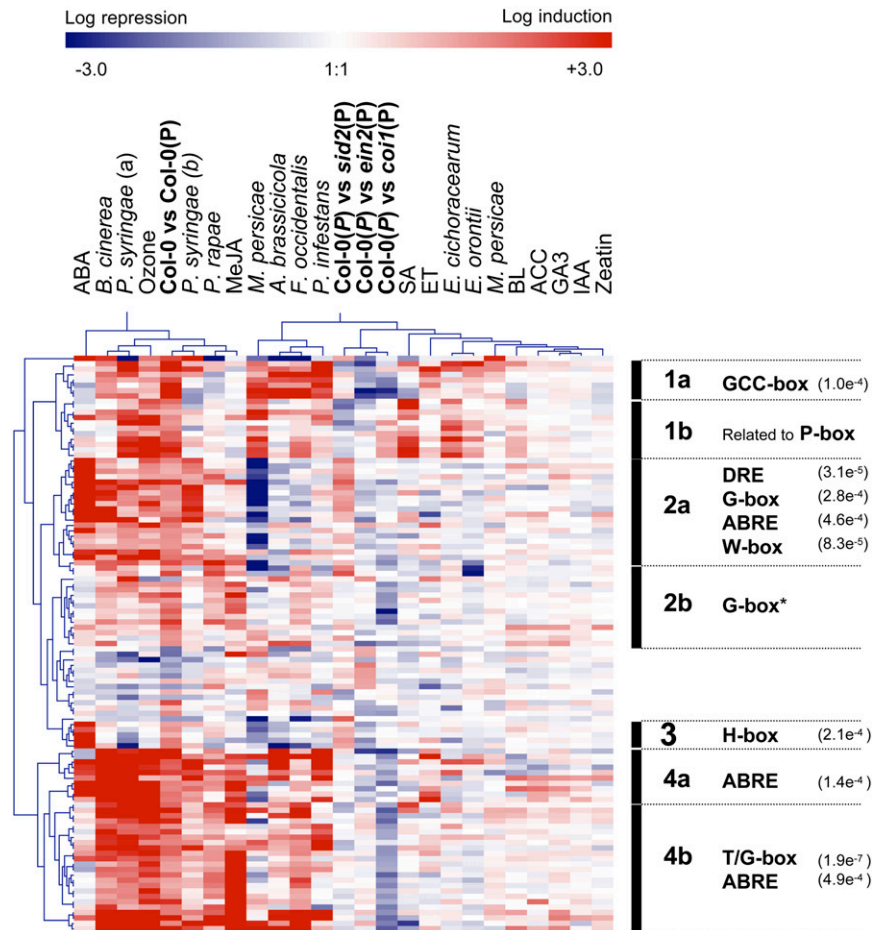 Log repression Log induction
-3.0 1:1 +3.0
ABA
B. cinerea
P. syringae (a)
Ozone
Col-0 vs Col-0(P)
P. syringae (b)
P. rapae
MeJA
M. persicae
A. brassicicola
F. occidentalis
P. infestans
Col-0(P) vs sid2(P)
Col-0(P) vs ein2(P)
Col-0(P) vs coi1(P)
SA
ET
E. cichoracearum
E. orontii
M. persicae
BL
ACC
GA3
IAA
Zeatin
1a GCC-box (1.0e-4)
1b Related to P-box
2a
DRE (3.1e-5)
G-box (2.8e-4)
ABRE (4.6e-4)
W-box (8.3e-5)
2b G-box*
3 H-box (2.1e-4)
4a ABRE (1.4e-4)
4b
T/G-box (1.9e-7)
ABRE (4.9e-4)